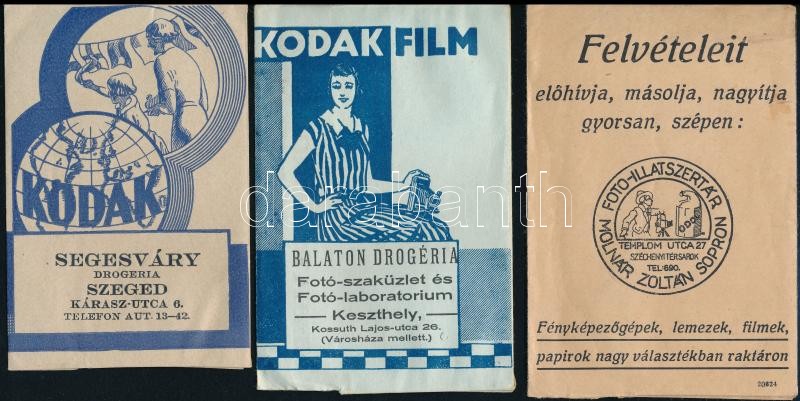 KODAK
SEGESVÁRY
DROGERIA
SZEGED
KÁRASZ-UTCA 6.
TELEFON AUT. 13-42.
KODAK FILM
BALATON DROGÉRIA
Fotó-szaküzlet és
Fotó-laboratorium
Keszthely,
Kossuth Lajos-utca 26.
(Városháza mellett.)
Felvételeit
előhívja, másolja, nagyítja
gyorsan, szépen:
FOTO-ILLATSZERTÁR
TEMPLOM UTCA 27
SZÉCHENYI TÉRSAROK
TEL: 690.
MOLNÁR ZOLTÁN SOPRON
Fényképezőgépek, lemezek, filmek,
papirok nagy választékban raktáron
20624
darabanth